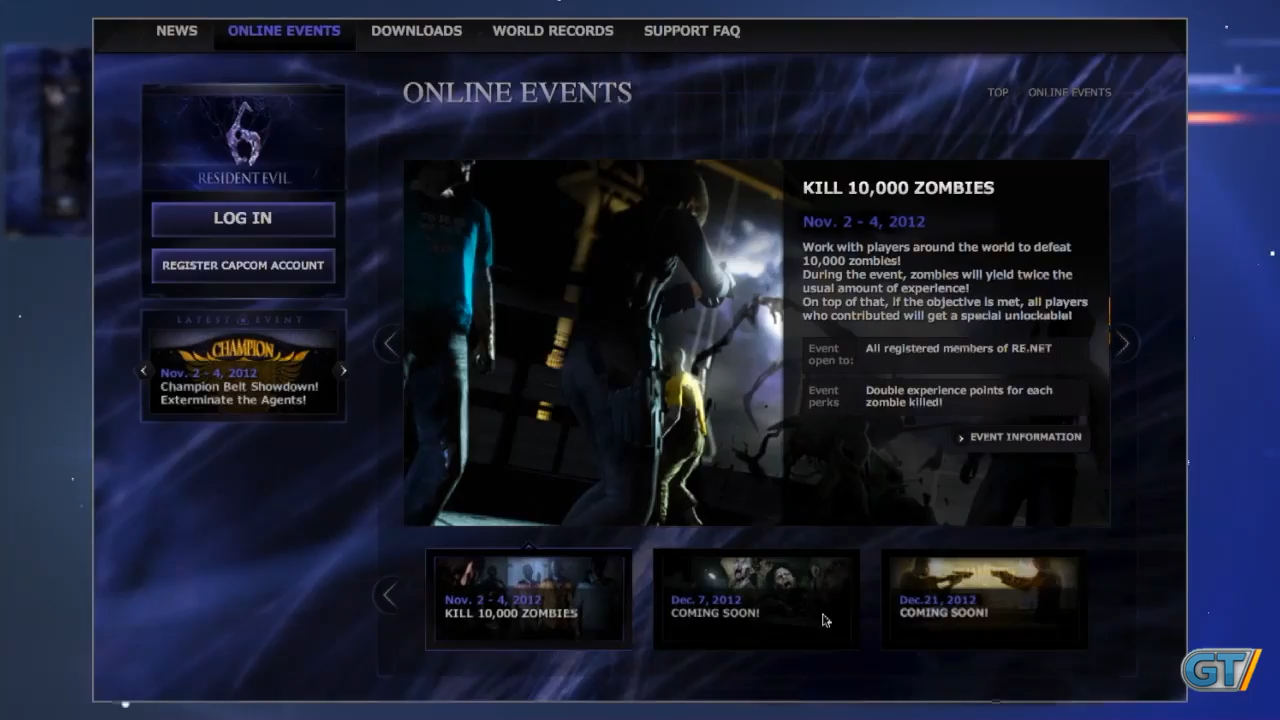 NEWS
ONLINE EVENTS
DOWNLOADS
WORLD RECORDS
SUPPORT FAQ
ONLINE EVENTS
TOP
ONLINE EVENTS
6
RESIDENT EVIL
LOG IN
REGISTER CAPCOM ACCOUNT
LATEST EVENT
CHAMPION
Nov. 2 - 4, 2012
Champion Belt Showdown!
Exterminate the Agents!
KILL 10,000 ZOMBIES
Nov. 2 - 4, 2012
Work with players around the world to defeat
10,000 zombies!
During the event, zombies will yield twice the
usual amount of experience!
On top of that, if the objective is met, all players
who contributed will get a special unlockable!
Event
open to:
All registered members of RE.NET
Event
perks
Double experience points for each
zombie killed!
EVENT INFORMATION
Nov. 2 - 4, 2012
KILL 10,000 ZOMBIES
Dec. 7, 2012
COMING SOON!
Dec.21, 2012
COMING SOON!
GT